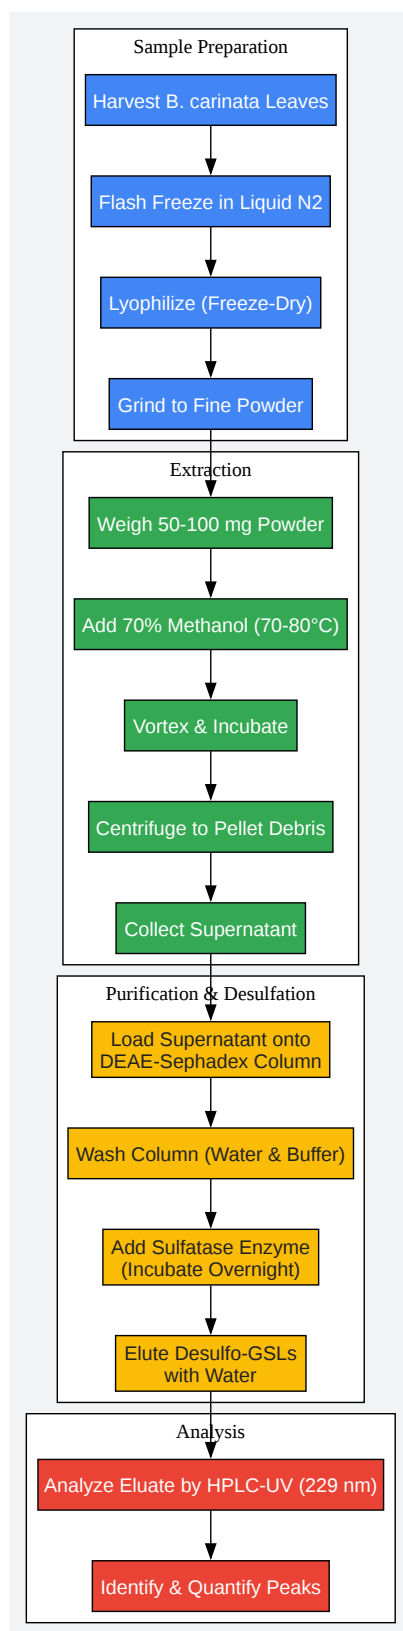 Sample Preparation
Harvest B. carinata Leaves
Flash Freeze in Liquid N2
Lyophilize (Freeze-Dry)
Grind to Fine Powder
Extraction
Weigh 50-100 mg Powder
Add 70% Methanol (70-80°C)
Vortex & Incubate
Centrifuge to Pellet Debris
Collect Supernatant
Purification & Desulfation
Load Supernatant onto
DEAE-Sephadex Column
Wash Column (Water & Buffer)
Add Sulfatase Enzyme
(Incubate Overnight)
Elute Desulfo-GSLs
with Water
Analysis
Analyze Eluate by HPLC-UV (229 nm)
Identify & Quantify Peaks